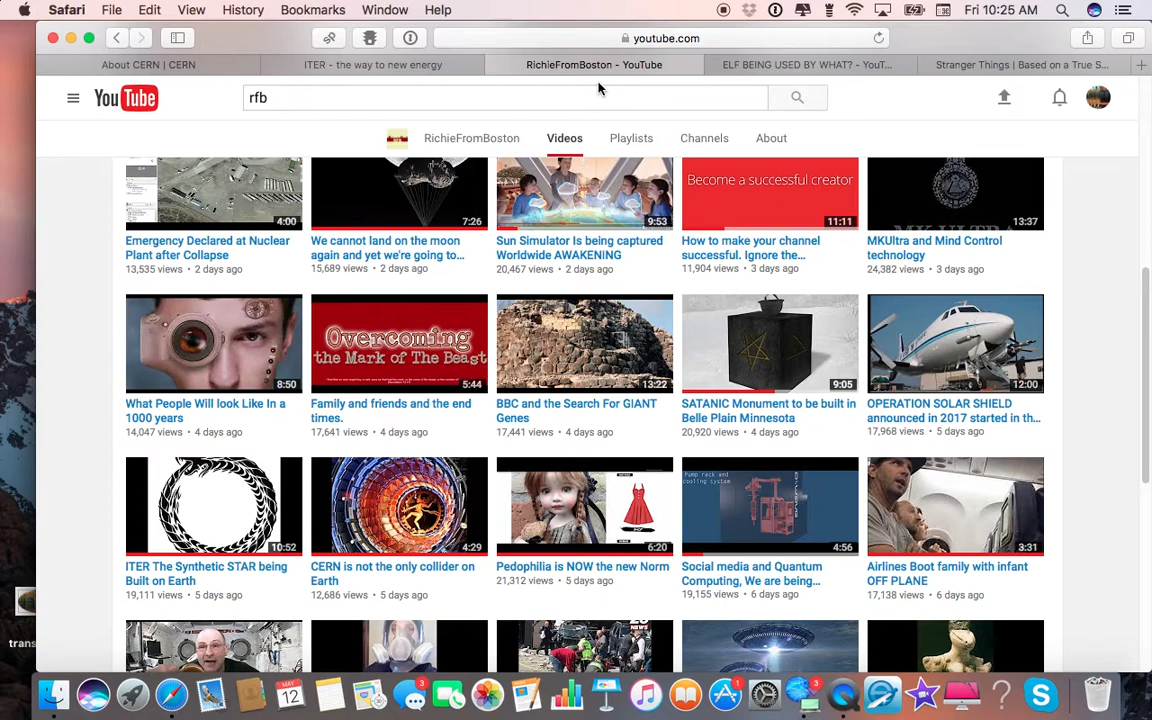 Safari File Edit View History Bookmarks Window Help Fri 10:25 AM
youtube.com
About CERN | CERN ITER - the way to new energy RichieFromBoston - YouTube ELF BEING USED BY WHAT? - YouT... Stranger Things | Based on a True S...
YouTube rfb
RichieFromBoston Videos Playlists Channels About
Become a successful creator
4:00 7:26 9:53 11:11 13:37
Emergency Declared at Nuclear We cannot land on the moon Sun Simulator Is being captured How to make your channel MKUltra and Mind Control
Plant after Collapse again and yet we're going to... Worldwide AWAKENING successful. Ignore the... technology
13,535 views • 2 days ago 15,689 views • 2 days ago 20,467 views • 2 days ago 11,904 views • 3 days ago 24,382 views • 3 days ago
Overcoming
the Mark of The Beast
8:50 5:44 13:22 9:05 12:00
What People Will look Like In a Family and friends and the end BBC and the Search For GIANT SATANIC Monument to be built in OPERATION SOLAR SHIELD
1000 years times. Genes Belle Plain Minnesota announced in 2017 started in th...
14,047 views • 4 days ago 17,641 views • 4 days ago 17,441 views • 4 days ago 20,920 views • 4 days ago 17,968 views • 5 days ago
Pump rack and
cooling system
10:52 4:29 6:20 4:56 3:31
ITER The Synthetic STAR being CERN is not the only collider on Pedophilia is NOW the new Norm Social media and Quantum Airlines Boot family with infant
Built on Earth Earth Computing, We are being... OFF PLANE
19,111 views • 5 days ago 12,686 views • 5 days ago 21,312 views • 5 days ago 19,155 views • 6 days ago 17,138 views • 6 days ago
trans
MAY
12
3 1 3